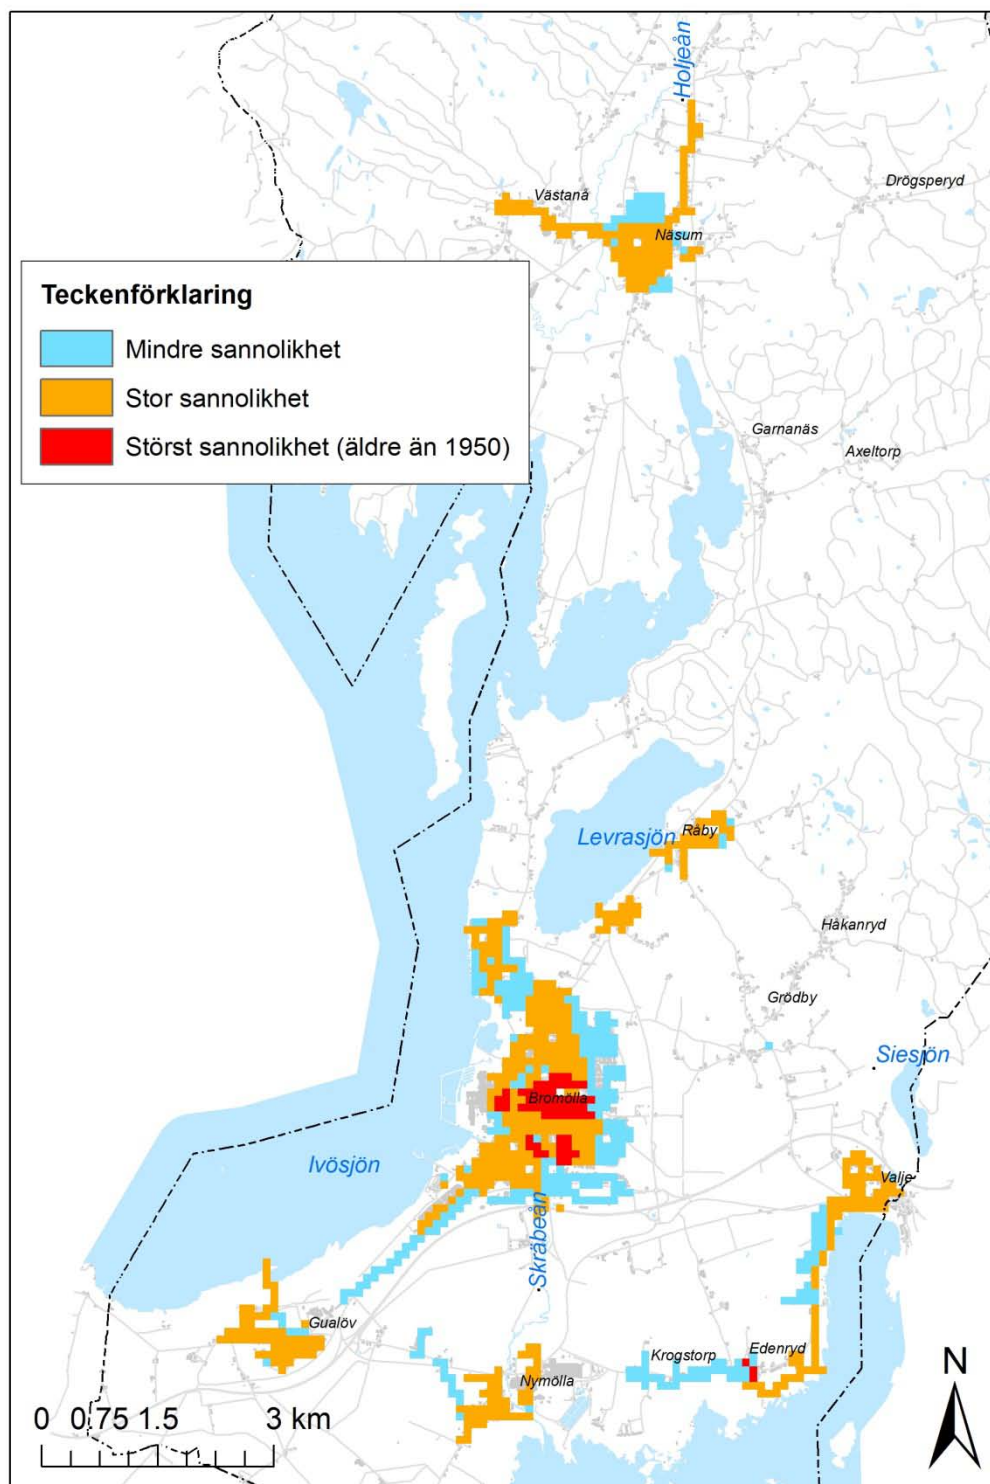 Holjeån
Drögsperyd
Västanå
Näsum
Teckenförklaring
Mindre sannolikhet
Stor sannolikhet
Störst sannolikhet (äldre än 1950)
Garnanäs
Axeltorp
Levrasjön
Råby
Håkanryd
Grödby
Siesjön
Bromölla
Ivösjön
Valje
Skräbeån
Gualöv
Krogstorp
Edenryd
Nymölla
N
0 0,75 1,5 3 km